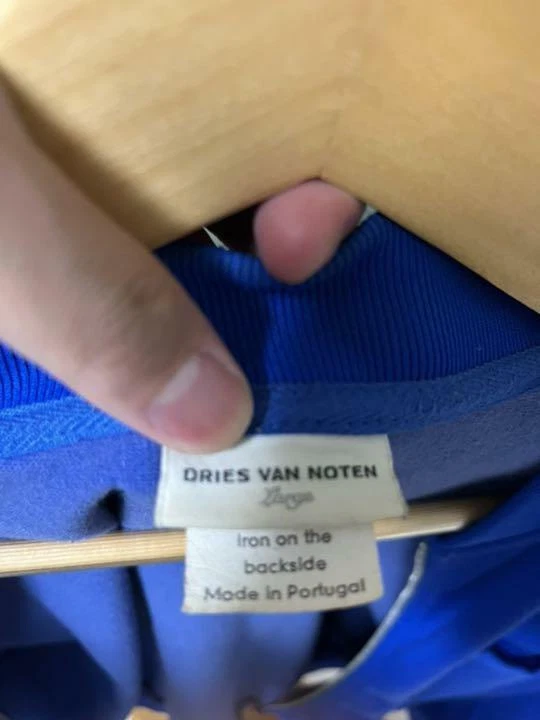 DRIES VAN NOTEN
Large
iron on the
backside
Made in Portugal